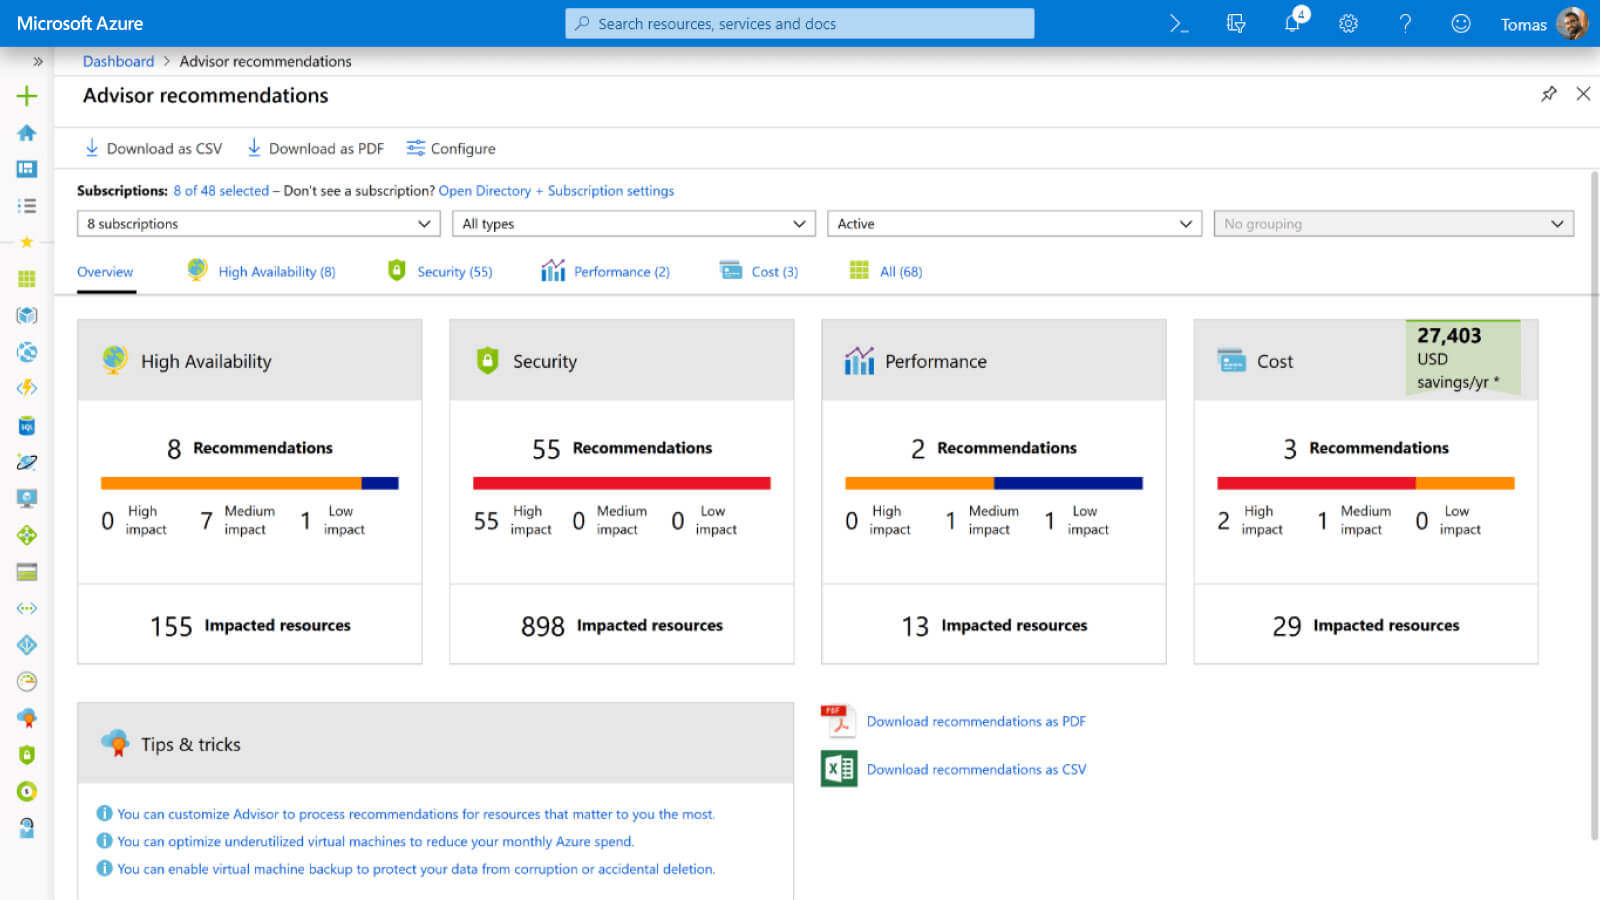 Microsoft Azure
Search resources, services and docs
4
Tomas
Dashboard > Advisor recommendations
Advisor recommendations
Download as CSV
Download as PDF
Configure
Subscriptions: 8 of 48 selected – Don't see a subscription? Open Directory + Subscription settings
8 subscriptions
All types
Active
No grouping
Overview
High Availability (8)
Security (55)
Performance (2)
Cost (3)
All (68)
High Availability
8 Recommendations
0 High impact
7 Medium impact
1 Low impact
155 Impacted resources
Security
55 Recommendations
55 High impact
0 Medium impact
0 Low impact
898 Impacted resources
Performance
2 Recommendations
0 High impact
1 Medium impact
1 Low impact
13 Impacted resources
Cost
27,403
USD
savings/yr *
3 Recommendations
2 High impact
1 Medium impact
0 Low impact
29 Impacted resources
Tips & tricks
You can customize Advisor to process recommendations for resources that matter to you the most.
You can optimize underutilized virtual machines to reduce your monthly Azure spend.
You can enable virtual machine backup to protect your data from corruption or accidental deletion.
PDF
Download recommendations as PDF
Download recommendations as CSV
SQL